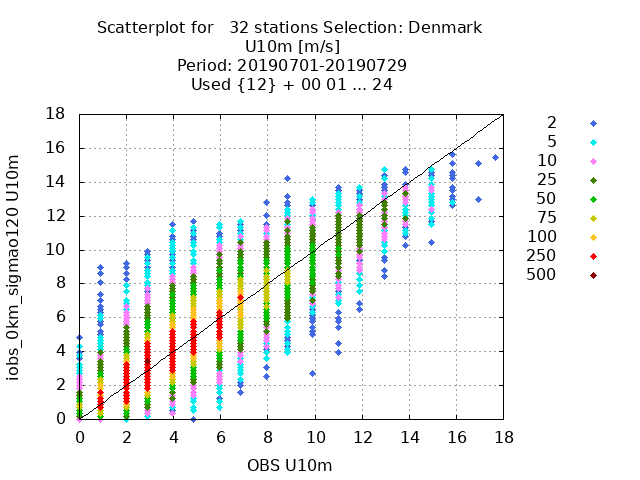 Scatterplot for   32 stations Selection: Denmark
U10m [m/s]
Period: 20190701-20190729
Used {12} + 00 01 ... 24
iobs_0km_sigmao120 U10m
18
16
14
12
10
8
6
4
2
0
0 2 4 6 8 10 12 14 16 18
OBS U10m
2
5
10
25
50
75
100
250
500